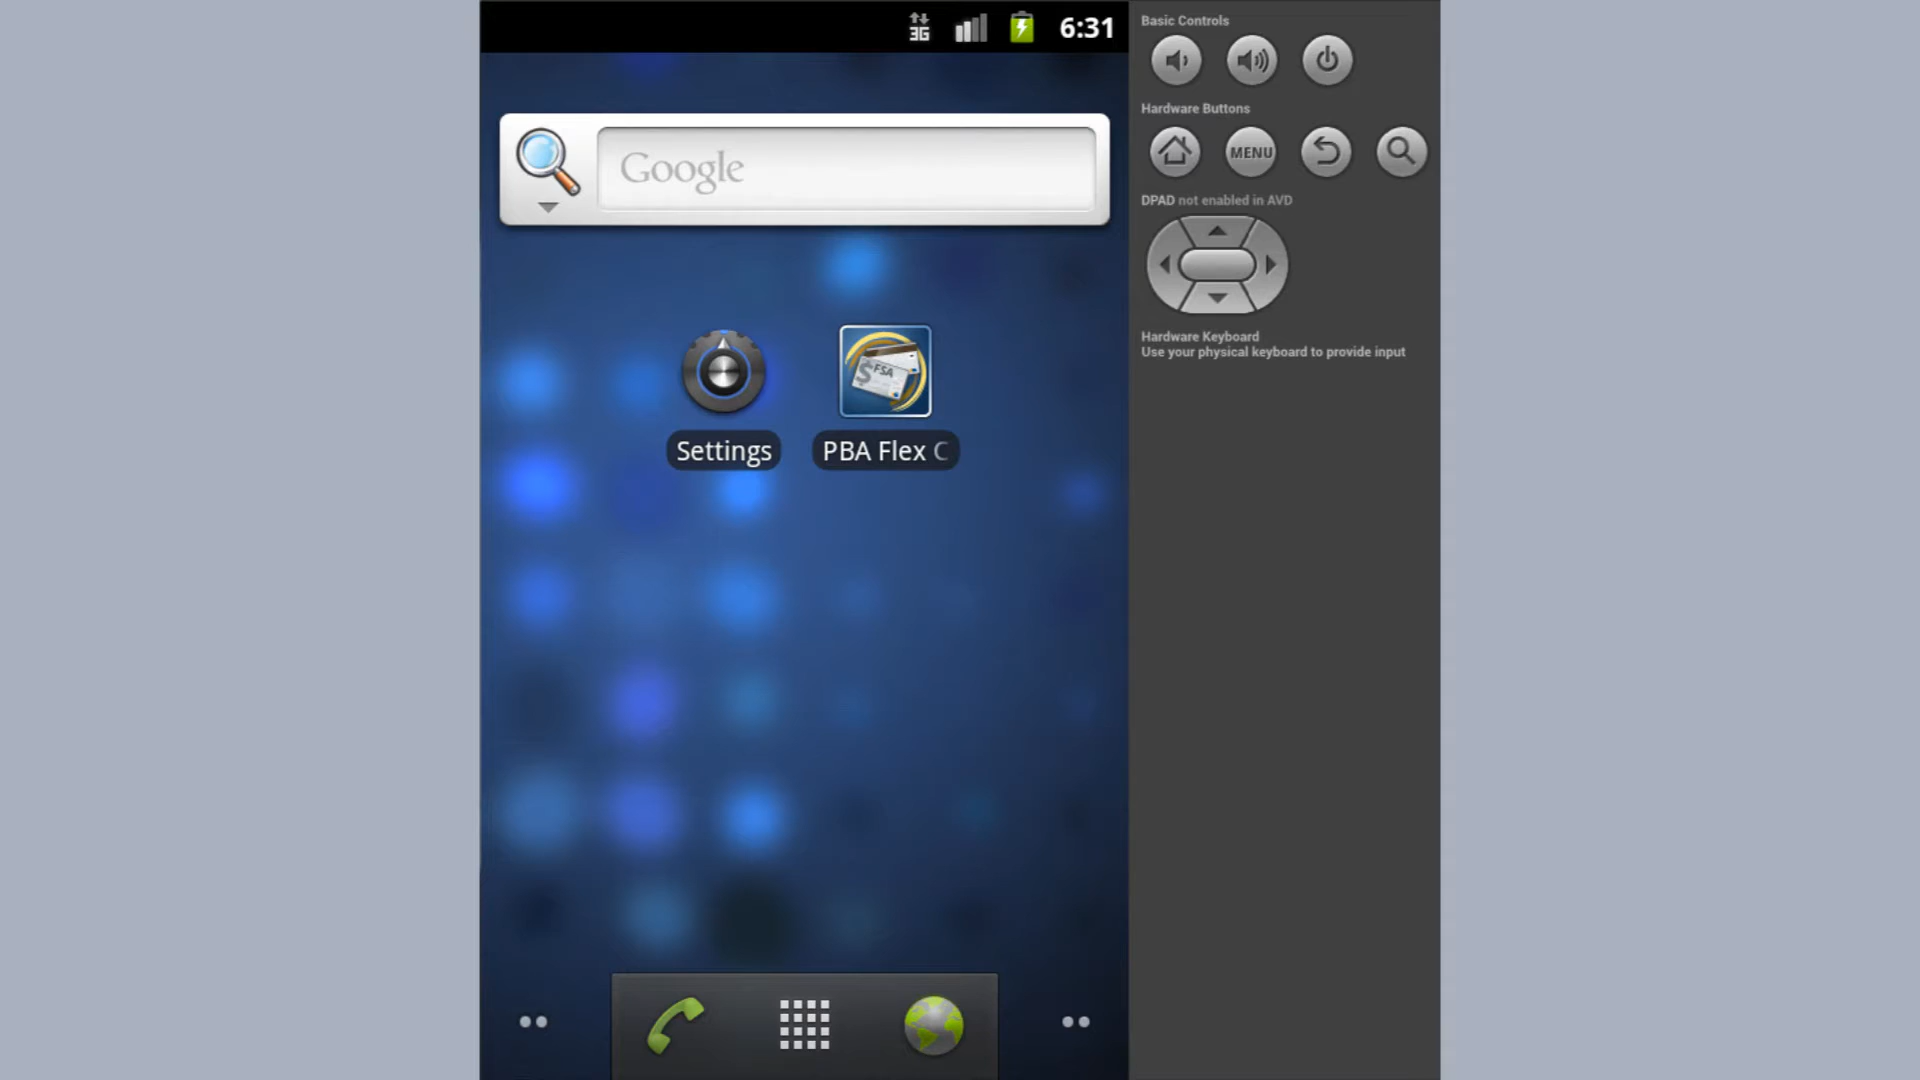 3G 6:31
Google
FSA
Settings
PBA Flex C
Basic Controls
Hardware Buttons
MENU
DPAD not enabled in AVD
Hardware Keyboard
Use your physical keyboard to provide input